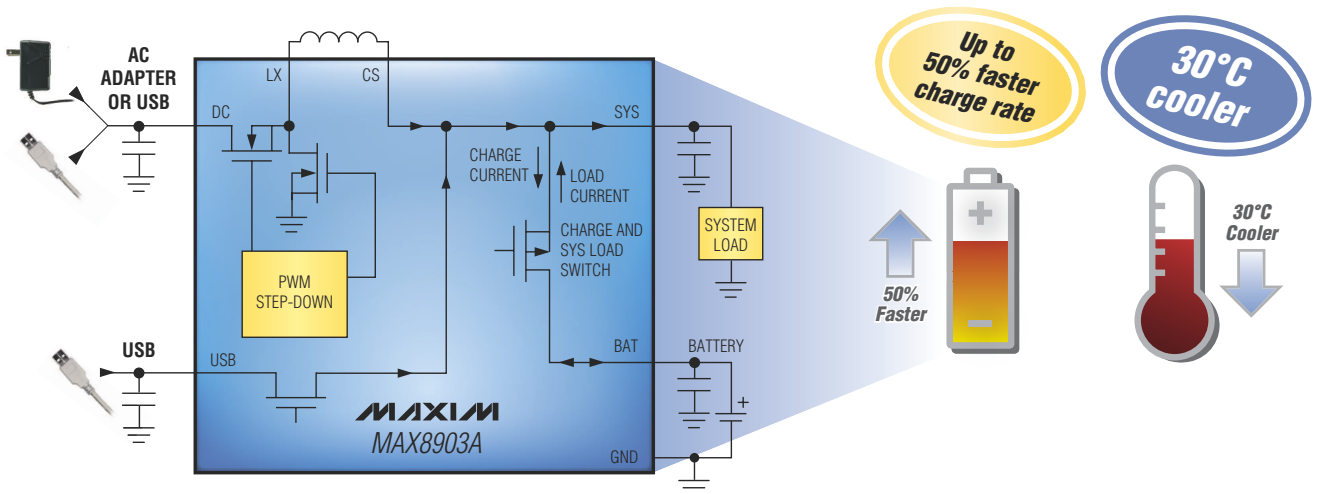 AC
ADAPTER
OR USB
LX
CS
DC
SYS
CHARGE
CURRENT
LOAD
CURRENT
CHARGE AND
SYS LOAD
SWITCH
SYSTEM
LOAD
PWM
STEP-DOWN
USB
USB
BAT
BATTERY
+
MAXIM
MAX8903A
GND
Up to
50% faster
charge rate
30°C
cooler
+
50%
Faster
–
30°C
Cooler